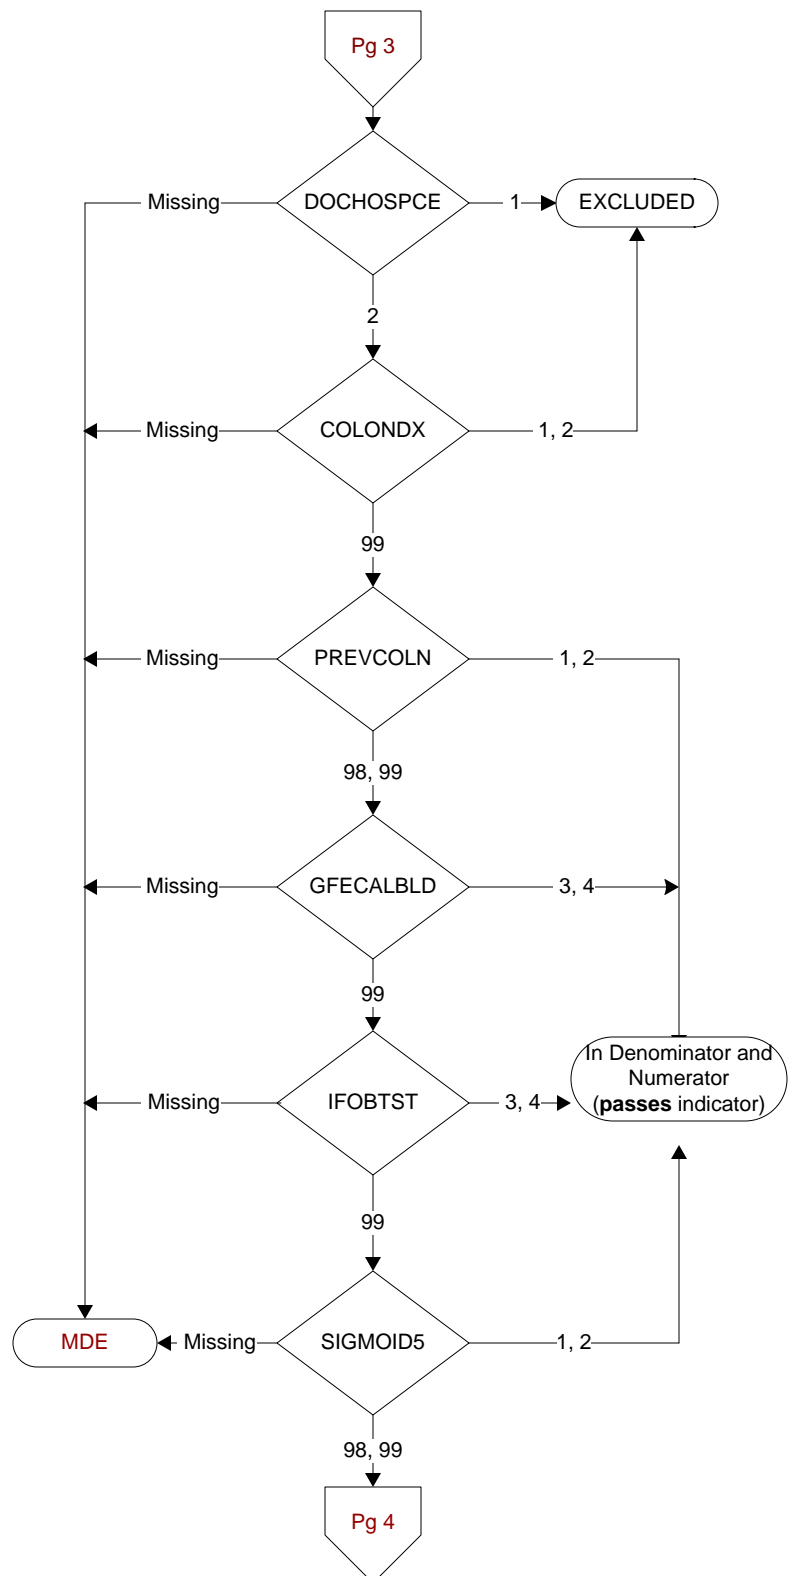 Pg 3
Missing
DOCHOSPCE
1
EXCLUDED
2
Missing
COLONDX
1, 2
99
Missing
PREVCOLN
1, 2
98, 99
Missing
GFECALBLD
3, 4
99
In Denominator and
Numerator
(passes indicator)
Missing
IFOBTST
3, 4
99
MDE
Missing
SIGMOID5
1, 2
98, 99
Pg 4